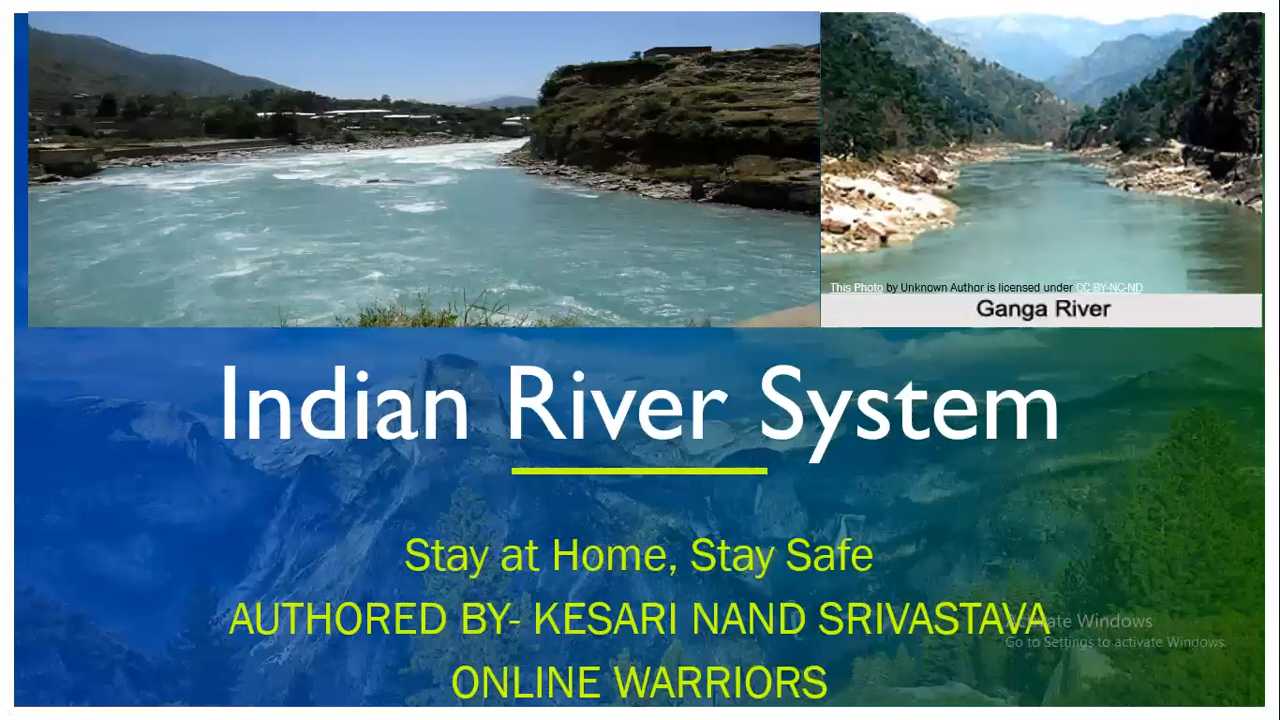 This Photo by Unknown Author is licensed under CC BY-NC-ND
Ganga River
Indian River System
Stay at Home, Stay Safe
AUTHORED BY- KESARI NAND SRIVASTAVA
Activate Windows
Go to Settings to activate Windows.
ONLINE WARRIORS